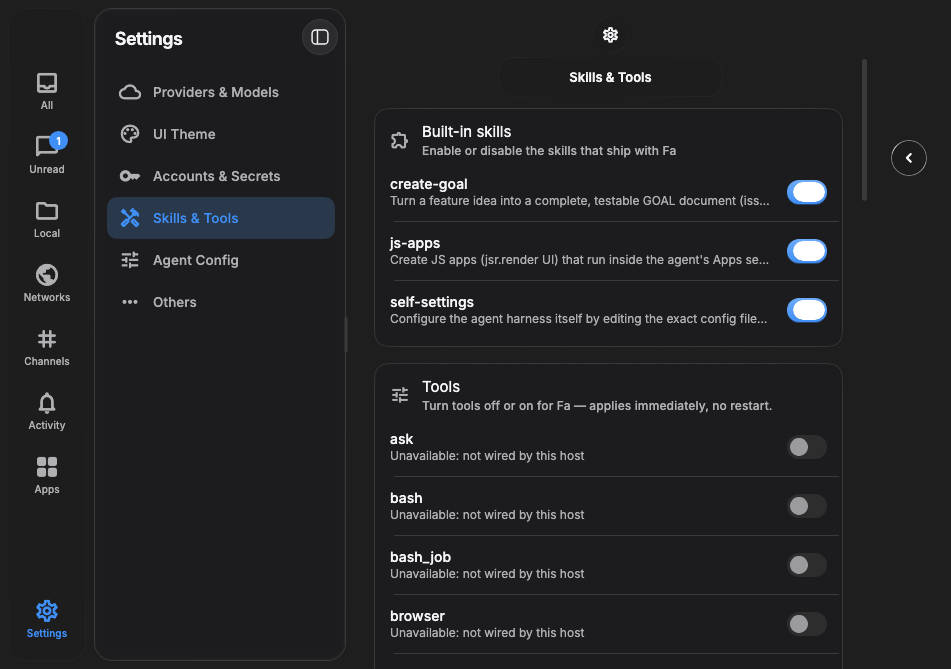 Settings
All
1
Unread
Local
Networks
Channels
Activity
Apps
Settings
Providers & Models
UI Theme
Accounts & Secrets
Skills & Tools
Agent Config
Others
Skills & Tools
Built-in skills
Enable or disable the skills that ship with Fa
create-goal
Turn a feature idea into a complete, testable GOAL document (iss...
js-apps
Create JS apps (jsr.render UI) that run inside the agent's Apps se...
self-settings
Configure the agent harness itself by editing the exact config file...
Tools
Turn tools off or on for Fa — applies immediately, no restart.
ask
Unavailable: not wired by this host
bash
Unavailable: not wired by this host
bash_job
Unavailable: not wired by this host
browser
Unavailable: not wired by this host